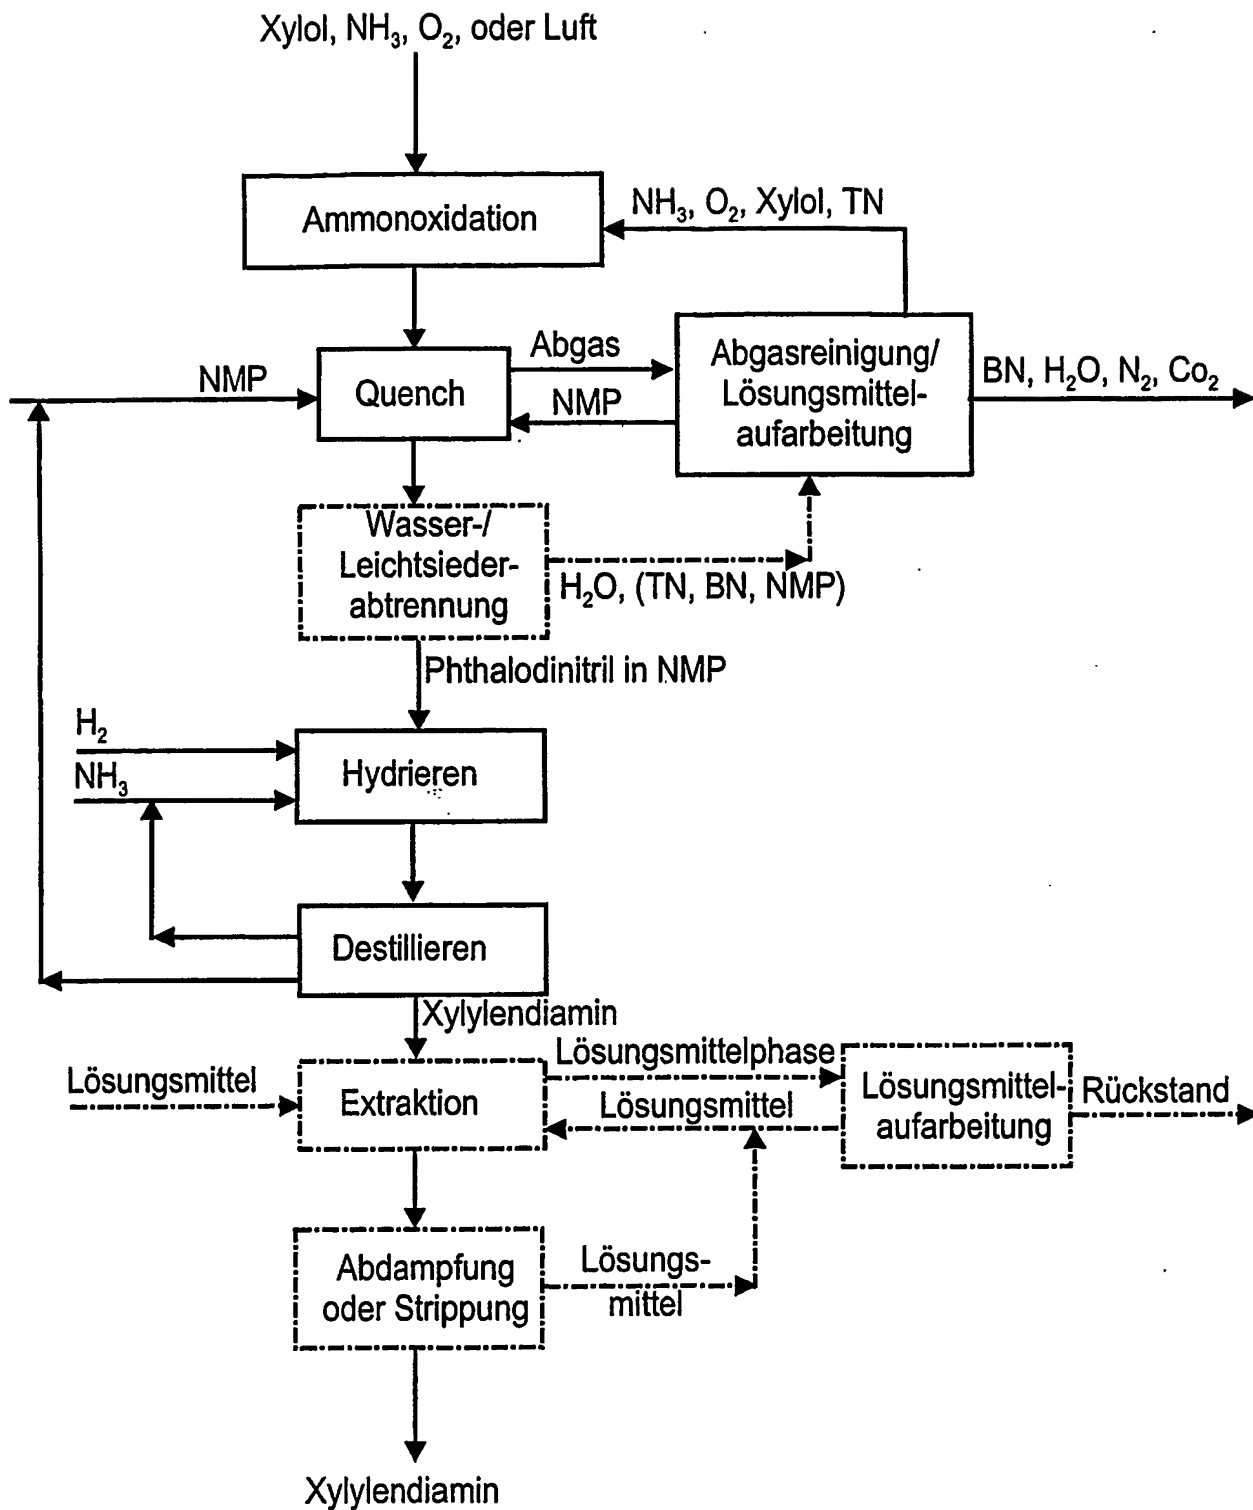 Xylol, NH₃, O₂, oder Luft
Ammonoxidation
NH₃, O₂, Xylol, TN
NMP
Quench
Abgas
NMP
Abgasreinigung/
Lösungsmittel-
aufarbeitung
BN, H₂O, N₂, Co₂
Wasser-/
Leichtsieder-
abtrennung
H₂O, (TN, BN, NMP)
Phthalodinitril in NMP
H₂
NH₃
Hydrieren
Destillieren
Xylylendiamin
Lösungsmittel
Extraktion
Lösungsmittelphase
Lösungsmittel
Lösungsmittel-
aufarbeitung
Rückstand
Abdampfung
oder Strippung
Lösungs-
mittel
Xylylendiamin